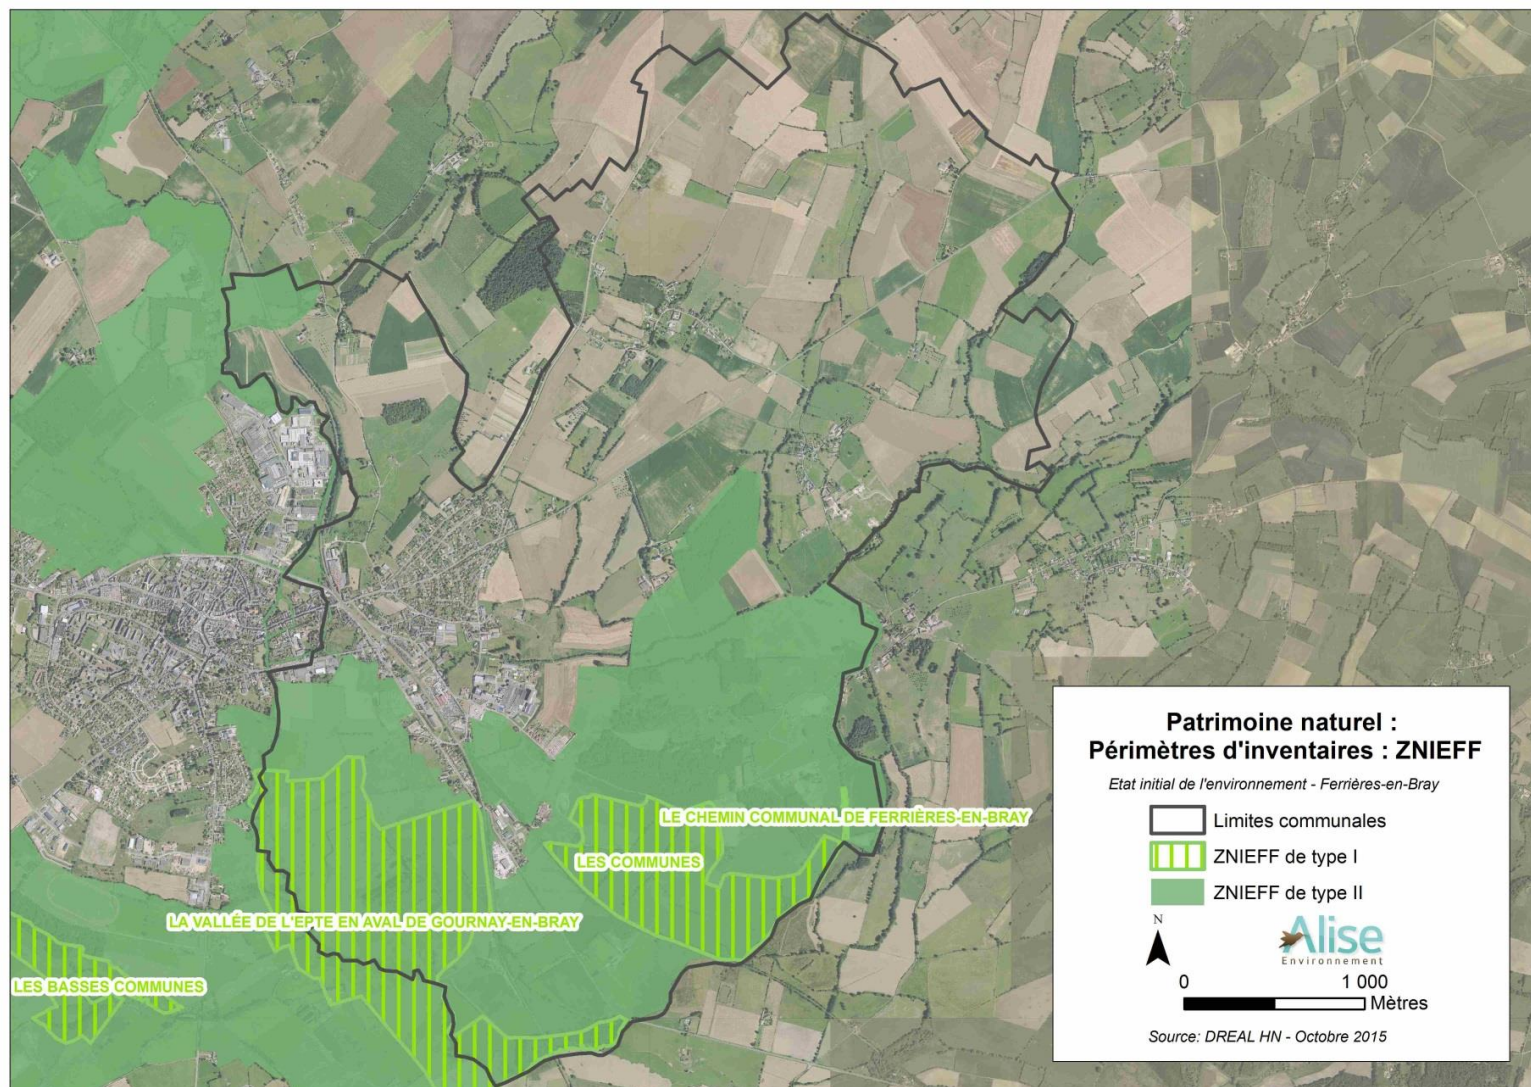 LE CHEMIN COMMUNAL DE FERRIÈRES-EN-BRAY
LES COMMUNES
LA VALLÉE DE L'EPTE EN AVAL DE GOURNAY-EN-BRAY
LES BASSES COMMUNES
Patrimoine naturel :
Périmètres d'inventaires : ZNIEFF
Etat initial de l'environnement - Ferrières-en-Bray
Limites communales
ZNIEFF de type I
ZNIEFF de type II
N
Alise
Environnement
0 1 000
Mètres
Source: DREAL HN - Octobre 2015